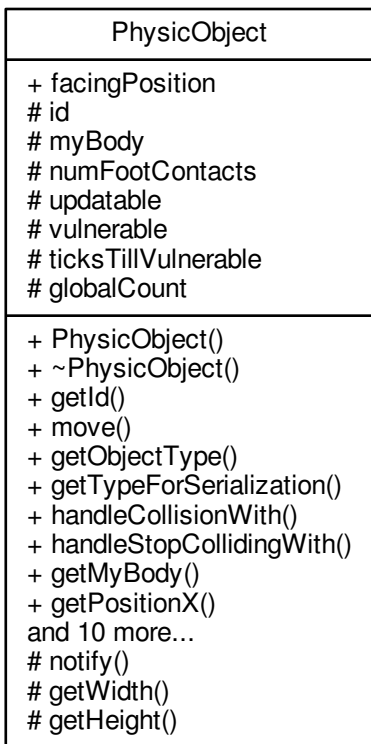 PhysicObject
+ facingPosition
# id
# myBody
# numFootContacts
# updatable
# vulnerable
# ticksTillVulnerable
# globalCount
+ PhysicObject()
+ ~PhysicObject()
+ getId()
+ move()
+ getObjectType()
+ getTypeForSerialization()
+ handleCollisionWith()
+ handleStopCollidingWith()
+ getMyBody()
+ getPositionX()
and 10 more...
# notify()
# getWidth()
# getHeight()